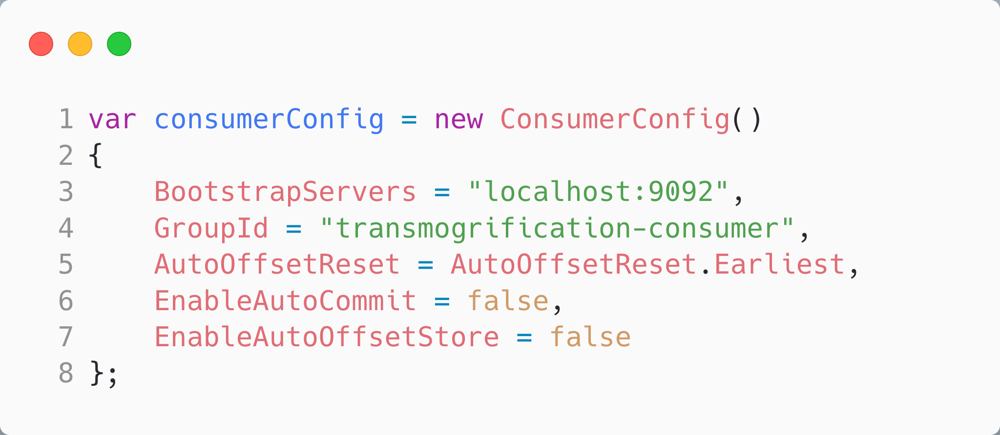 1 var consumerConfig = new ConsumerConfig()
2 {
3     BootstrapServers = "localhost:9092",
4     GroupId = "transmogrification-consumer",
5     AutoOffsetReset = AutoOffsetReset.Earliest,
6     EnableAutoCommit = false,
7     EnableAutoOffsetStore = false
8 };